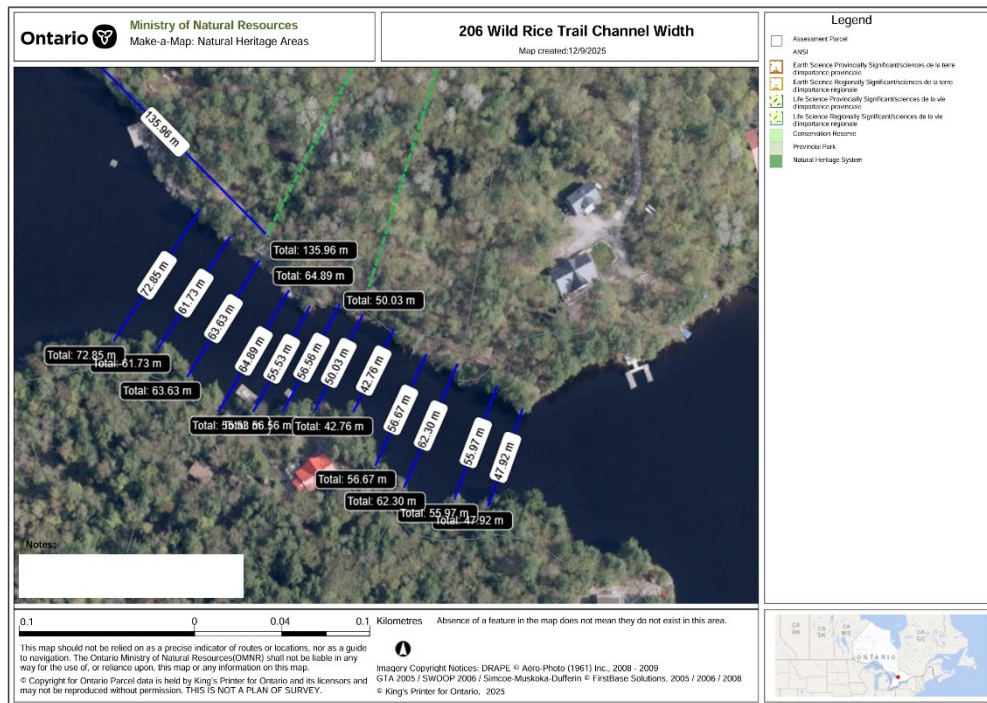 Ontario
Ministry of Natural Resources
Make-a-Map: Natural Heritage Areas
206 Wild Rice Trail Channel Width
Map created:12/9/2025
Legend
Assessment Parcel
ANSI
Earth Science Provincially Significant/sciences de la terre
d'importance provinciale
Earth Science Regionally Significant/sciences de la terre
d'importance régionale
Life Science Provincially Significant/sciences de la vie
d'importance provinciale
Life Science Regionally Significant/sciences de la vie
d'importance régionale
Conservation Reserve
Provincial Park
Natural Heritage System
135.96 m
Total: 135.96 m
Total: 64.89 m
Total: 50.03 m
72.85 m
61.73 m
63.63 m
64.89 m
55.53 m
56.56 m
50.03 m
42.76 m
56.67 m
62.30 m
55.97 m
47.92 m
Total: 72.85 m
Total: 61.73 m
Total: 63.63 m
Total: 55.53
56.56 m
Total: 42.76 m
Total: 56.67 m
Total: 62.30 m
Total: 55.97 m
Total: 47.92 m
Notes:
0.1 0 0.04 0.1 Kilometres
Absence of a feature in the map does not mean they do not exist in this area.
This map should not be relied on as a precise indicator of routes or locations, nor as a guide
to navigation. The Ontario Ministry of Natural Resources(OMNR) shall not be liable in any
way for the use of, or reliance upon, this map or any information on this map.
© Copyright for Ontario Parcel data is held by King's Printer for Ontario and its licensors and
may not be reproduced without permission. THIS IS NOT A PLAN OF SURVEY.
Imagery Copyright Notices: DRAPE © Aéro-Photo (1961) Inc., 2008 - 2009
GTA 2005 / SWOOP 2006 / Simcoe-Muskoka-Dufferin © FirstBase Solutions, 2005 / 2006 / 2008
© King's Printer for Ontario, 2025
CA
AB
CA
SK
CA
MB
ONTARIO
CA
QC